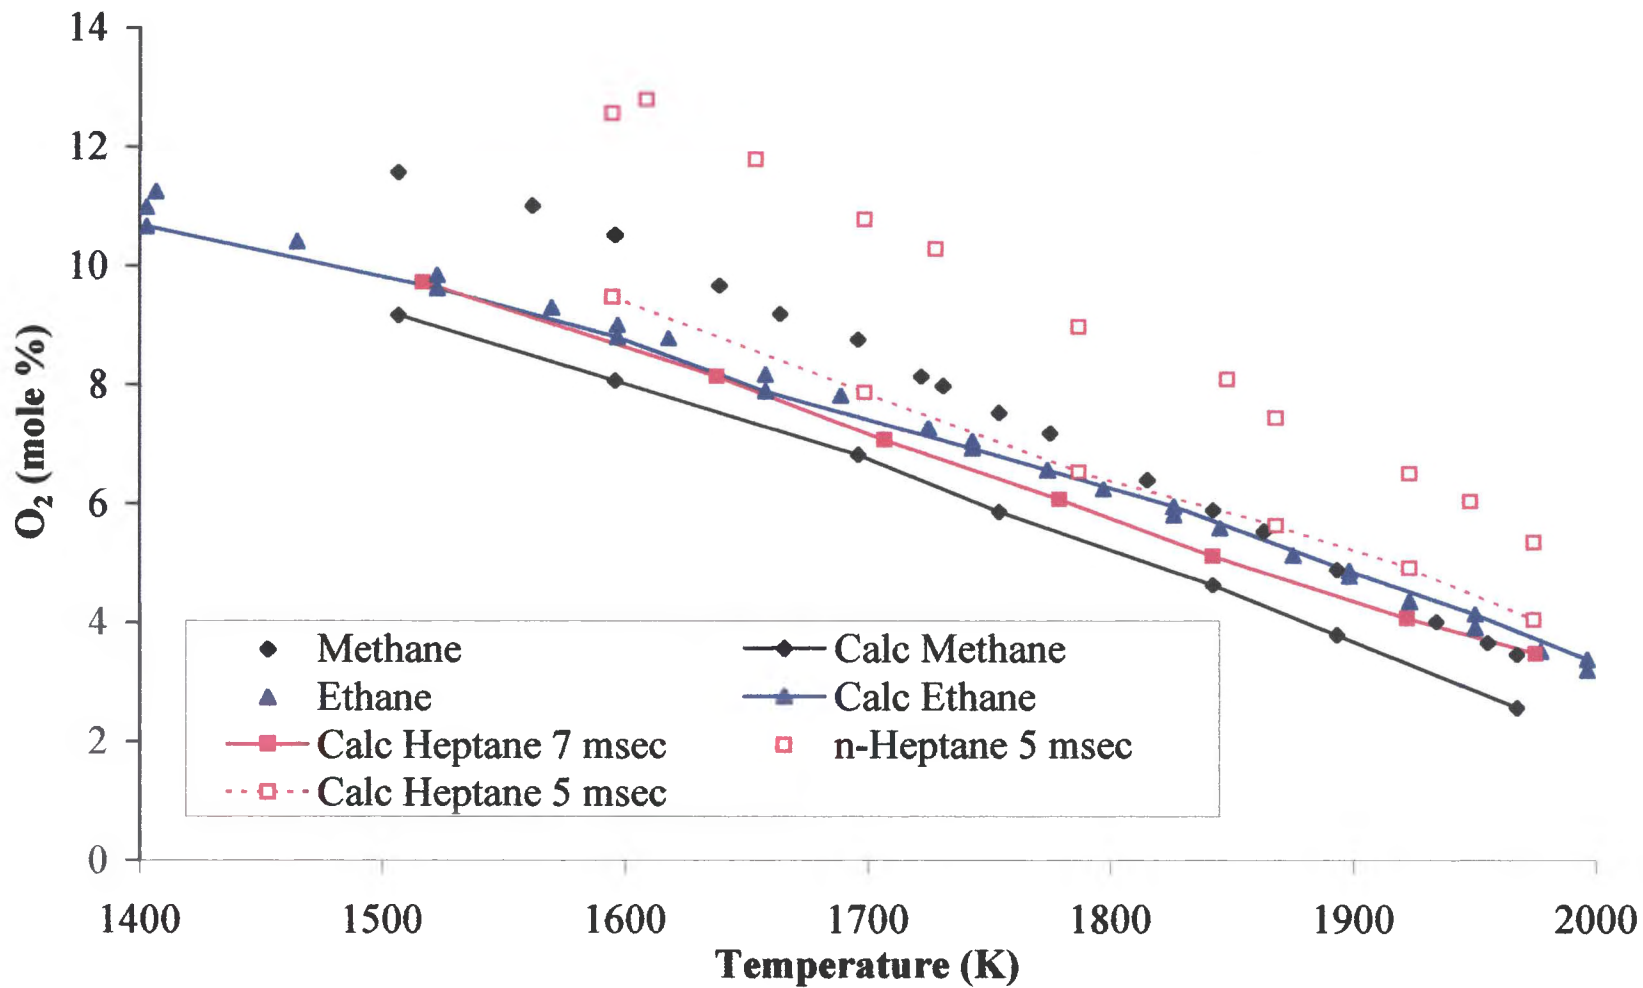 14
12
10
8
6
4
2
0
O₂ (mole %)
Methane
Calc Methane
Ethane
Calc Ethane
Calc Heptane 7 msec
n-Heptane 5 msec
Calc Heptane 5 msec
1400 1500 1600 1700 1800 1900 2000
Temperature (K)